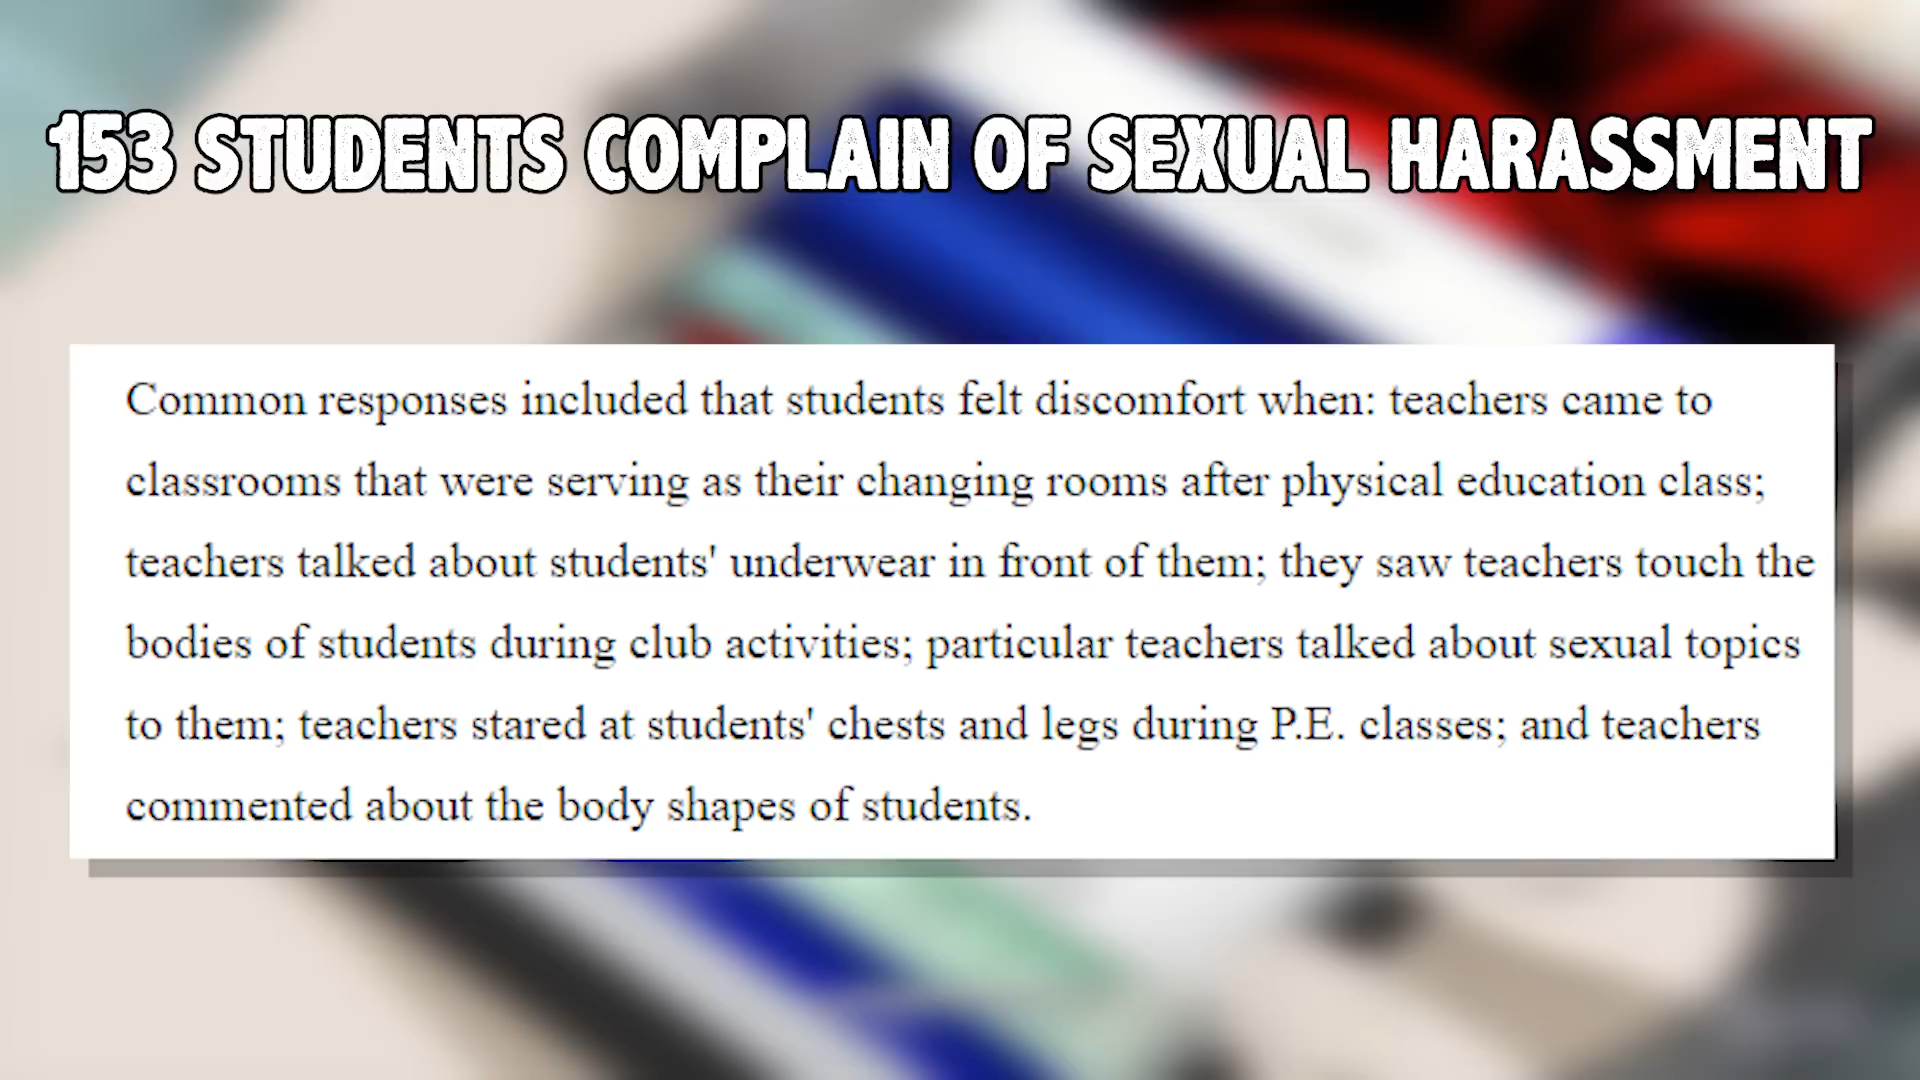 153 STUDENTS COMPLAIN OF SEXUAL HARASSMENT
Common responses included that students felt discomfort when: teachers came to
classrooms that were serving as their changing rooms after physical education class;
teachers talked about students' underwear in front of them; they saw teachers touch the
bodies of students during club activities; particular teachers talked about sexual topics
to them; teachers stared at students' chests and legs during P.E. classes; and teachers
commented about the body shapes of students.